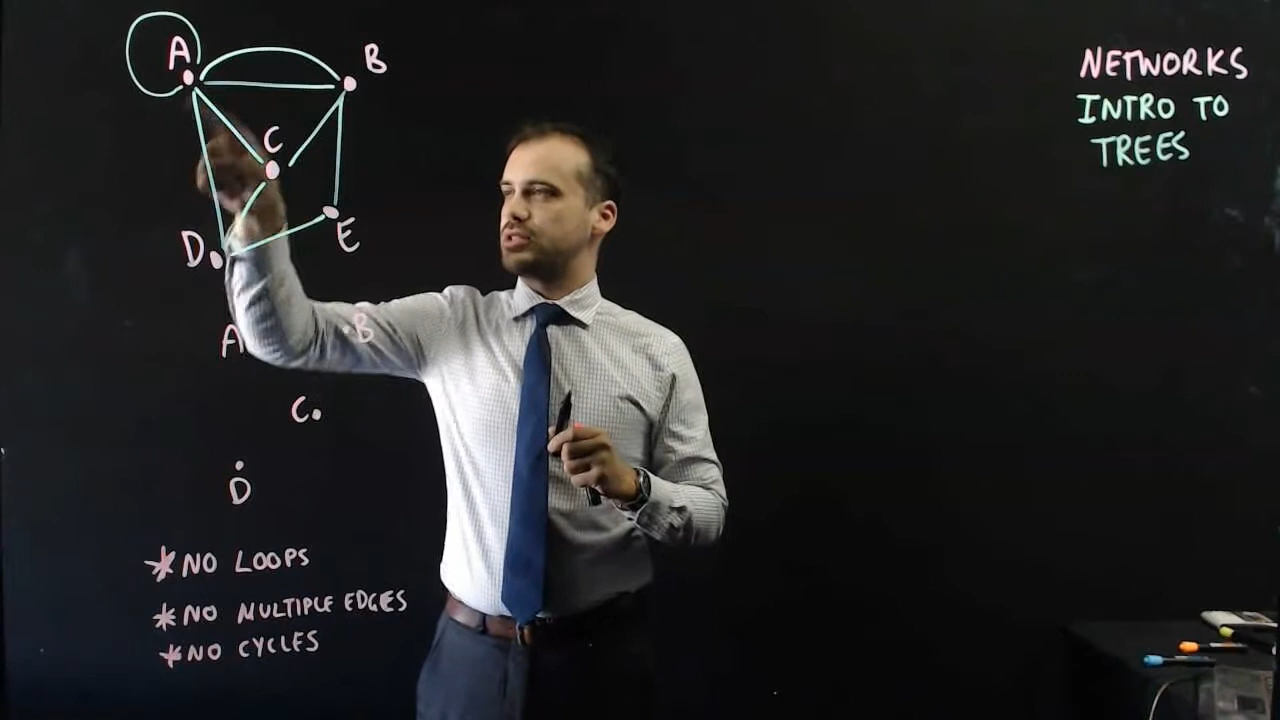 A
B
C
D
E
A
B
C
D
* NO LOOPS
* NO MULTIPLE EDGES
* NO CYCLES
NETWORKS
INTRO TO
TREES